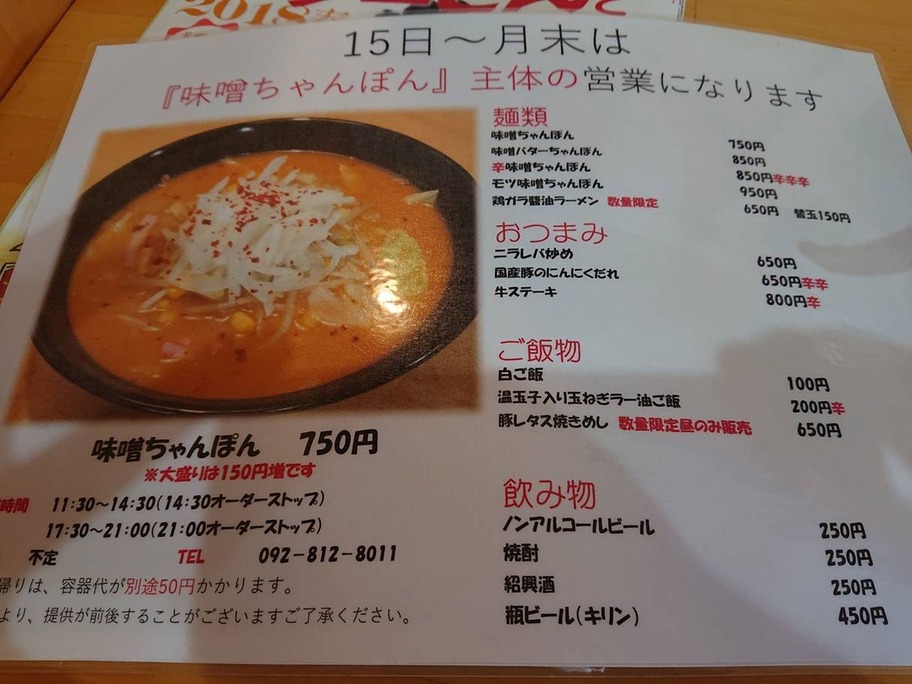 2018
15日～月末は
『味噌ちゃんぽん』主体の営業になります
麺類
味噌ちゃんぽん 750円
味噌バターちゃんぽん 850円
辛味噌ちゃんぽん 850円辛辛辛
モツ味噌ちゃんぽん 950円
鶏ガラ醤油ラーメン 数量限定 650円 替玉150円
おつまみ
ニラレバ炒め 650円
国産豚のにんにくだれ 650円辛辛
牛ステーキ 800円辛
ご飯物
白ご飯 100円
温玉子入り玉ねぎラー油ご飯 200円辛
豚レタス焼きめし 数量限定昼のみ販売 650円
飲み物
ノンアルコールビール 250円
焼酎 250円
紹興酒 250円
瓶ビール(キリン) 450円
味噌ちゃんぽん 750円
※大盛りは150円増です
時間 11:30～14:30(14:30オーダーストップ)
17:30～21:00(21:00オーダーストップ)
不定 TEL 092－812－8011
帰りは、容器代が別途50円かかります。
より、提供が前後することがございますご了承ください。